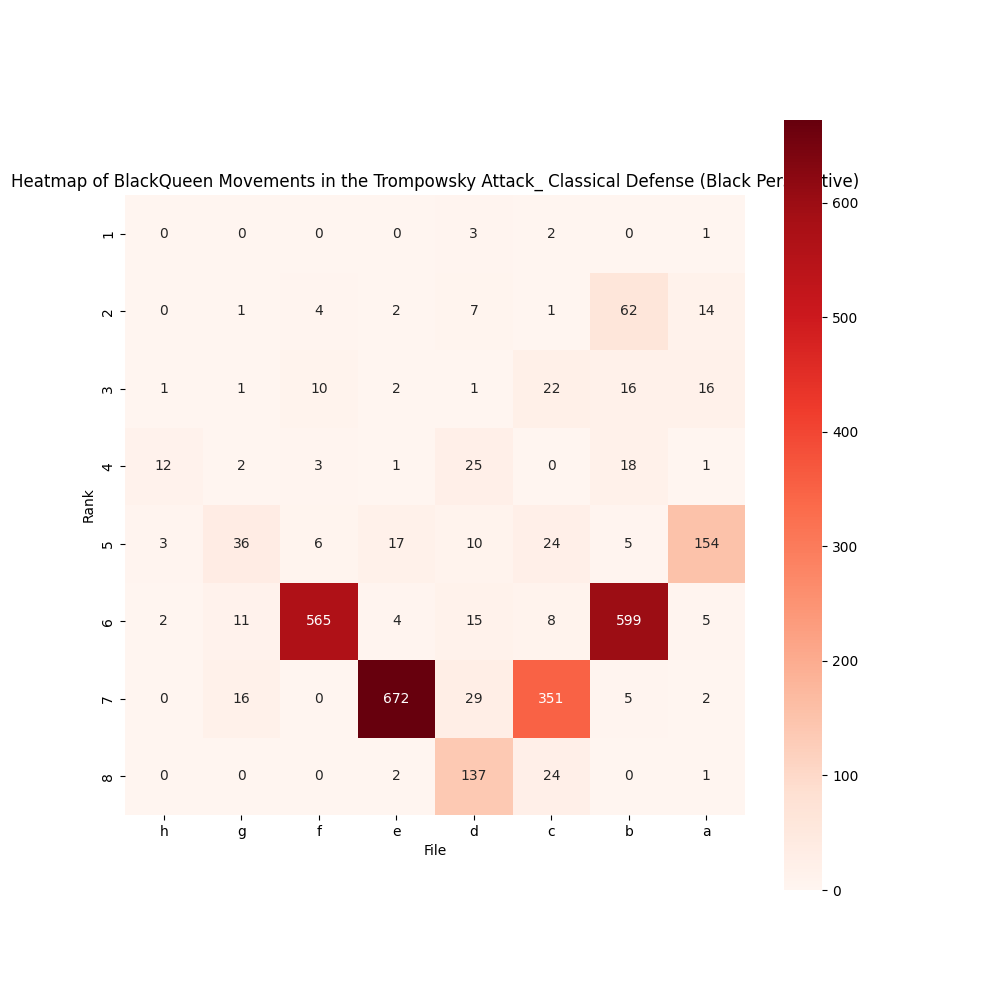 Heatmap of BlackQueen Movements in the Trompowsky Attack_ Classical Defense (Black Per tive)
1 0 0 0 0 3 2 0 1
2 0 1 4 2 7 1 62 14
3 1 1 10 2 1 22 16 16
4 12 2 3 1 25 0 18 1
5 3 36 6 17 10 24 5 154
6 2 11 565 4 15 8 599 5
7 0 16 0 672 29 351 5 2
8 0 0 0 2 137 24 0 1
h g f e d c b a
File
Rank
600
500
400
300
200
100
0